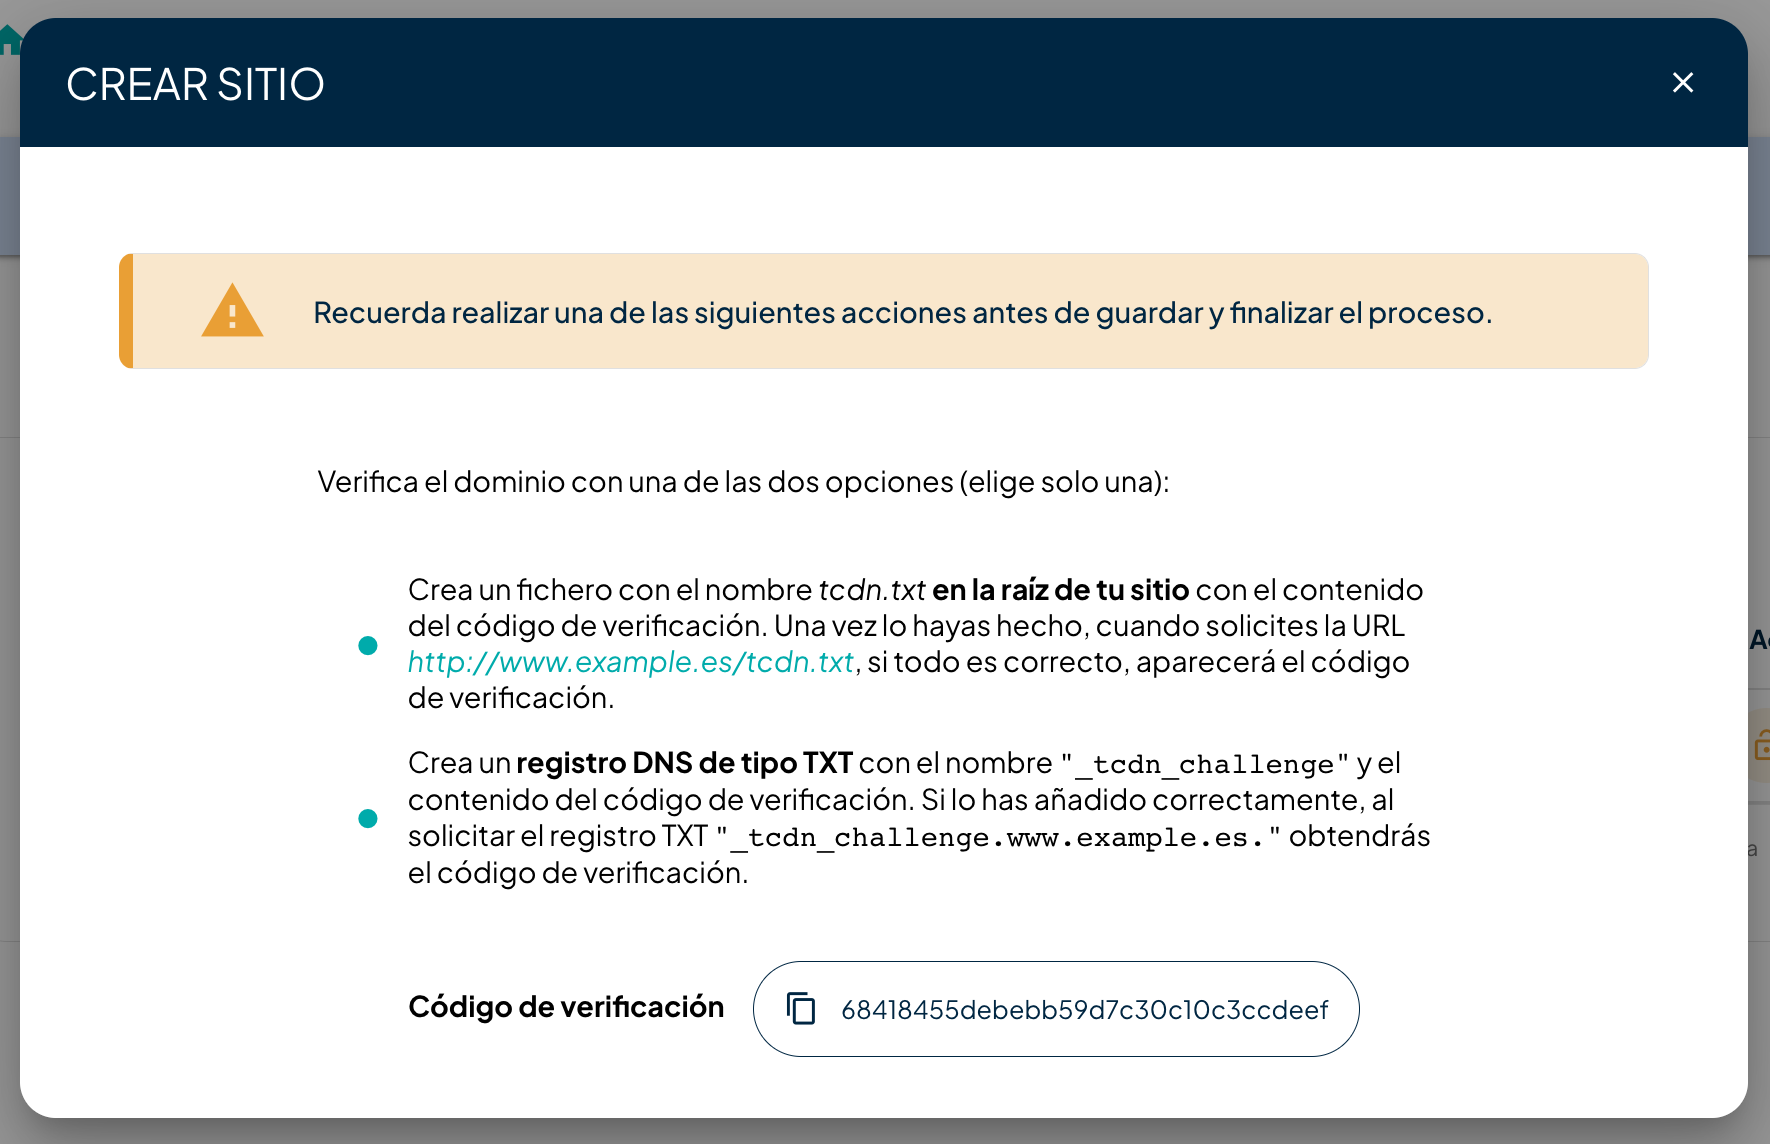 CREAR SITIO
Recuerda realizar una de las siguientes acciones antes de guardar y finalizar el proceso.
Verifica el dominio con una de las dos opciones (elige solo una):
Crea un fichero con el nombre tcdn.txt en la raíz de tu sitio con el contenido
del código de verificación. Una vez lo hayas hecho, cuando solicites la URL
http://www.example.es/tcdn.txt, si todo es correcto, aparecerá el código
de verificación.
Crea un registro DNS de tipo TXT con el nombre "_tcdn_challenge" y el
contenido del código de verificación. Si lo has añadido correctamente, al
solicitar el registro TXT "_tcdn_challenge.www.example.es." obtendrás
el código de verificación.
Código de verificación
68418455debebb59d7c30c10c3ccdeef